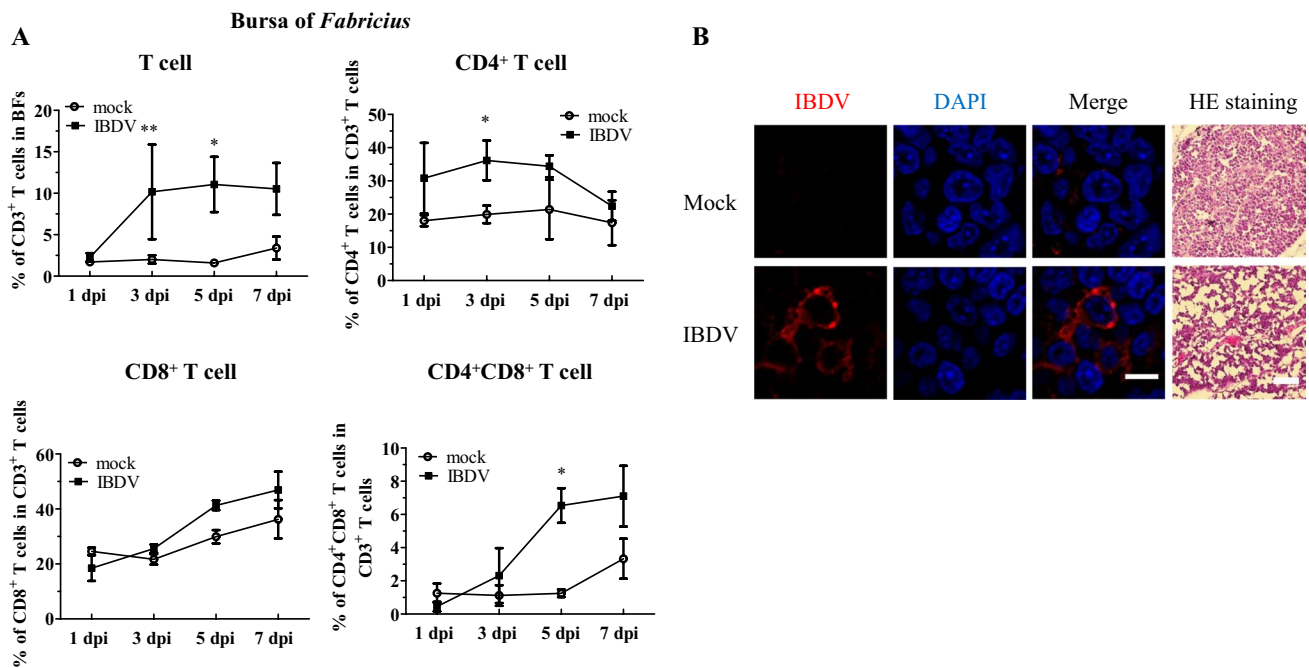 Bursa of Fabricius
A
T cell
% of CD3⁺ T cells in BFs
mock
IBDV
20
15
10
5
0
**
*
1 dpi 3 dpi 5 dpi 7 dpi
CD4⁺ T cell
% of CD4⁺ T cells in CD3⁺ T cells
mock
IBDV
50
40
30
20
10
0
*
1 dpi 3 dpi 5 dpi 7 dpi
CD8⁺ T cell
% of CD8⁺ T cells in CD3⁺ T cells
mock
IBDV
60
40
20
0
1 dpi 3 dpi 5 dpi 7 dpi
CD4⁺CD8⁺ T cell
% of CD4⁺CD8⁺ T cells in
CD3⁺ T cells
mock
IBDV
10
8
6
4
2
0
*
1 dpi 3 dpi 5 dpi 7 dpi
B
IBDV DAPI Merge HE staining
Mock
IBDV